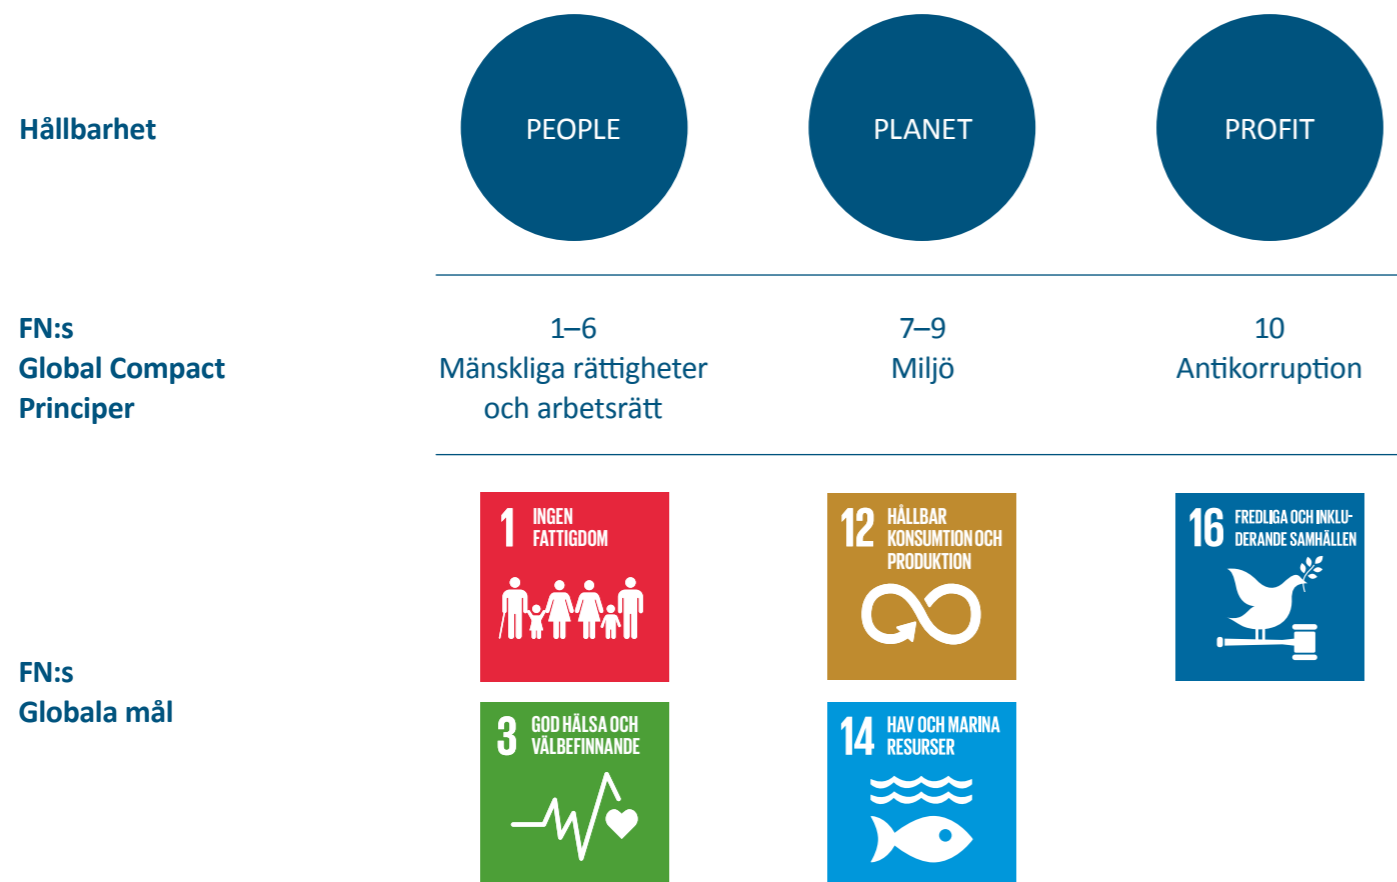 Hållbarhet
PEOPLE
PLANET
PROFIT
FN:s
Global Compact
Principer
1–6
Mänskliga rättigheter
och arbetsrätt
7–9
Miljö
10
Antikorruption
FN:s
Globala mål
1 INGEN
FATTIGDOM
12 HÅLLBAR
KONSUMTION OCH
PRODUKTION
16 FREDLIGA OCH INKLU-
DERANDE SAMHÄLLEN
3 GOD HÄLSA OCH
VÄLBEFINNANDE
14 HAV OCH MARINA
RESURSER